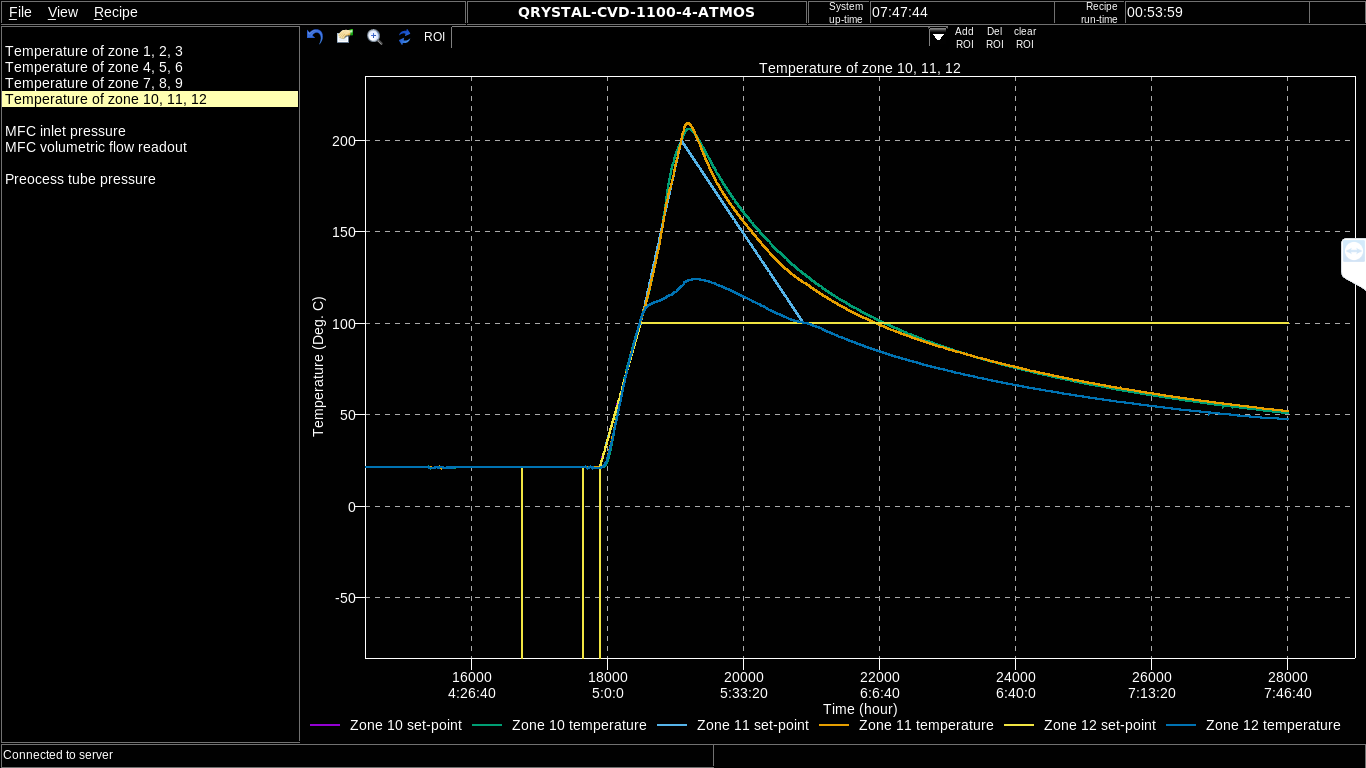 File View Recipe
QRYSTAL-CVD-1100-4-ATMOS
System up-time 07:47:44
Recipe run-time 00:53:59
Temperature of zone 1, 2, 3
Temperature of zone 4, 5, 6
Temperature of zone 7, 8, 9
Temperature of zone 10, 11, 12
MFC inlet pressure
MFC volumetric flow readout
Preocess tube pressure
ROI
Add ROI
Del ROI
clear ROI
Temperature of zone 10, 11, 12
Temperature (Deg. C)
200
150
100
50
0
-50
16000 18000 20000 22000 24000 26000 28000
4:26:40 5:0:0 5:33:20 6:6:40 6:40:0 7:13:20 7:46:40
Time (hour)
Zone 10 set-point Zone 10 temperature Zone 11 set-point Zone 11 temperature Zone 12 set-point Zone 12 temperature
Connected to server